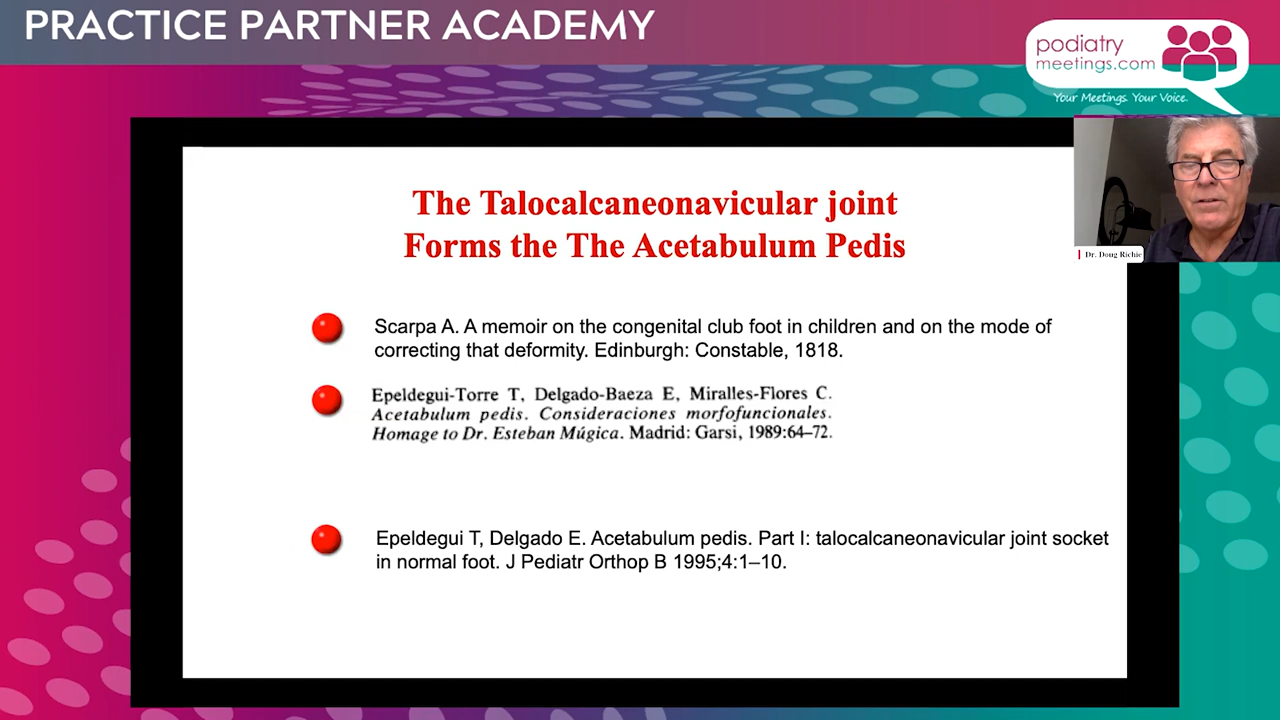 PRACTICE PARTNER ACADEMY
podiatry
meetings.com
Your Meetings. Your Voice.
Dr. Doug Richie
The Talocalcaneonavicular joint
Forms the The Acetabulum Pedis
Scarpa A. A memoir on the congenital club foot in children and on the mode of
correcting that deformity. Edinburgh: Constable, 1818.
Epeldegui-Torre T, Delgado-Baeza E, Miralles-Flores C.
Acetabulum pedis. Consideraciones morfofuncionales.
Homage to Dr. Esteban Múgica. Madrid: Garsi, 1989:64–72.
Epeldegui T, Delgado E. Acetabulum pedis. Part I: talocalcaneonavicular joint socket
in normal foot. J Pediatr Orthop B 1995;4:1–10.